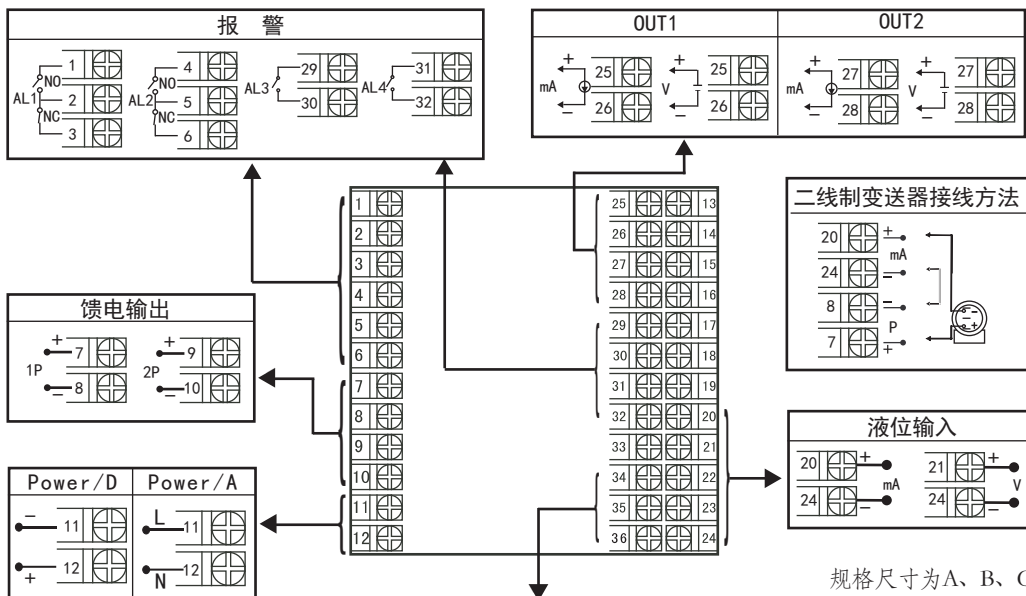 报 警
1
NO
AL1
2
NC
3
4
NO
AL2
5
NC
6
29
AL3
30
31
AL4
32
OUT1
OUT2
+
mA
−
25
26
+
V
−
25
26
+
mA
−
27
28
+
V
−
27
28
1
2
3
4
5
6
7
8
9
10
11
12
25 13
26 14
27 15
28 16
29 17
30 18
31 19
32 20
33 21
34 22
35 23
36 24
二线制变送器接线方法
20 +
mA
24 −
8 −
P
7 +
−
−
+
馈电输出
+
7
1P
8
−
+
9
2P
10
−
液位输入
20 +
mA
24 −
21 +
V
24 −
Power/D
Power/A
− 11
12
+
L 11
12
N
规格尺寸为A、B、C